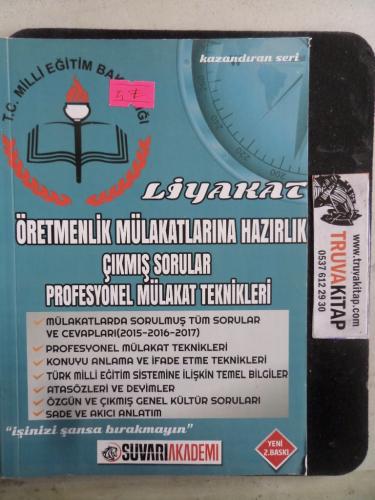 kazandıran seri
T.C. MİLLİ EĞİTİM BAKANLIĞI
LİYAKAT
ÖRETMENLİK MÜLAKATLARINA HAZIRLIK
ÇIKMIŞ SORULAR
PROFESYONEL MÜLAKAT TEKNİKLERİ
MÜLAKATLARDA SORULMUŞ TÜM SORULAR
VE CEVAPLARI(2015-2016-2017)
PROFESYONEL MÜLAKAT TEKNİKLERİ
KONUYU ANLAMA VE İFADE ETME TEKNİKLERİ
TÜRK MİLLİ EĞİTİM SİSTEMİNE İLİŞKİN TEMEL BİLGİLER
ATASÖZLERİ VE DEYİMLER
ÖZGÜN VE ÇIKMIŞ GENEL KÜLTÜR SORULARI
SADE VE AKICI ANLATIM
"işinizi şansa bırakmayın"
SÜVARİAKADEMİ
YENİ
2.BASKI
www.truvakitap.com
TRUVAKİTAP
0537 612 29 30